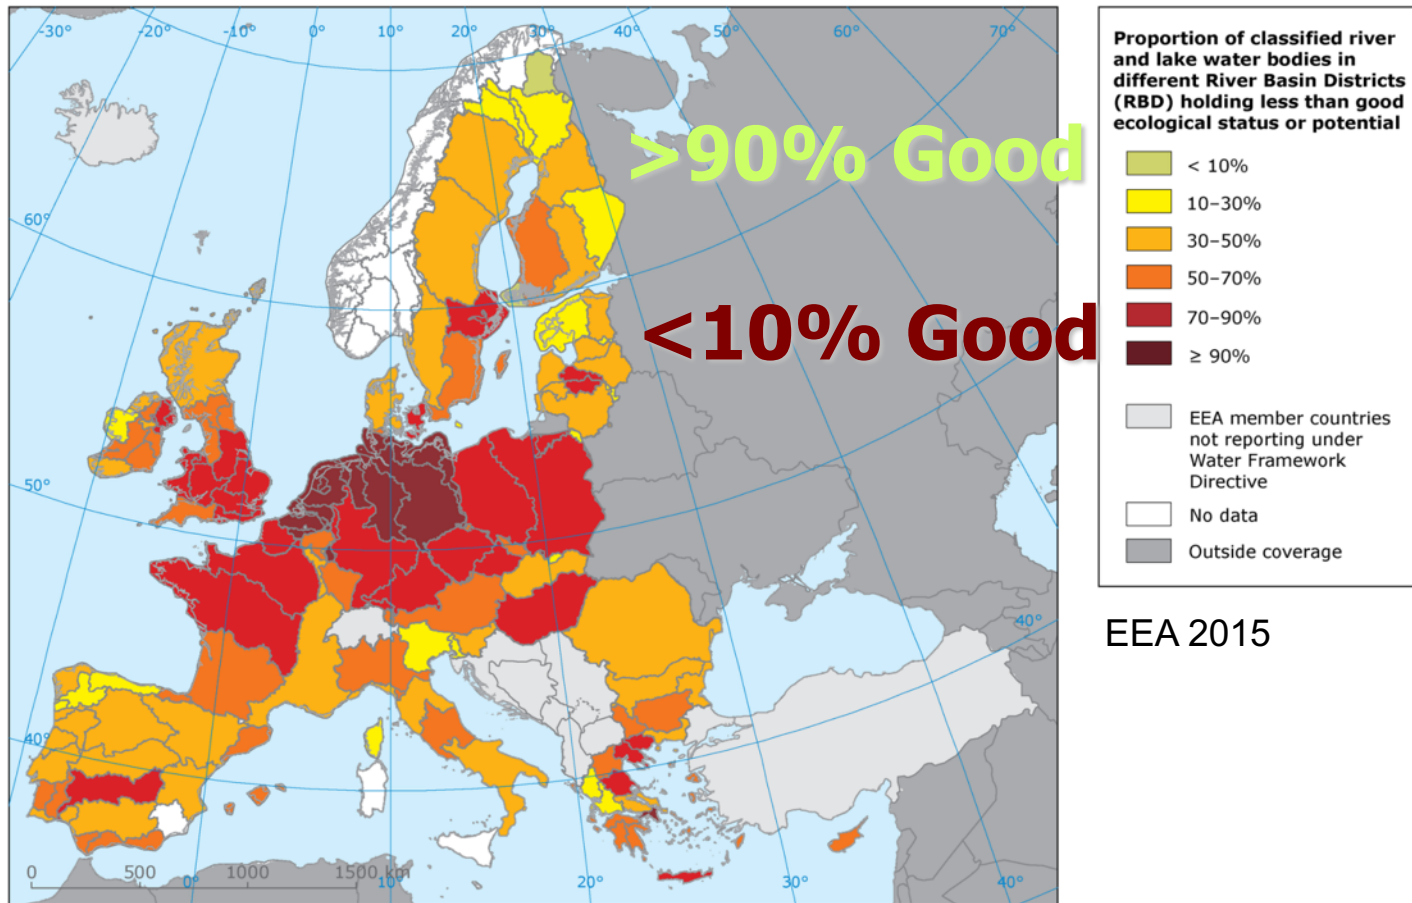 -30°
-20°
-10°
0°
10°
20°
30°
40°
50°
60°
70°
60°
50°
40°
40°
>90% Good
<10% Good
0
500
1000
1500 km
0°
10°
20°
30°
40°
Proportion of classified river
and lake water bodies in
different River Basin Districts
(RBD) holding less than good
ecological status or potential
< 10%
10–30%
30–50%
50–70%
70–90%
≥ 90%
EEA member countries
not reporting under
Water Framework
Directive
No data
Outside coverage
EEA 2015